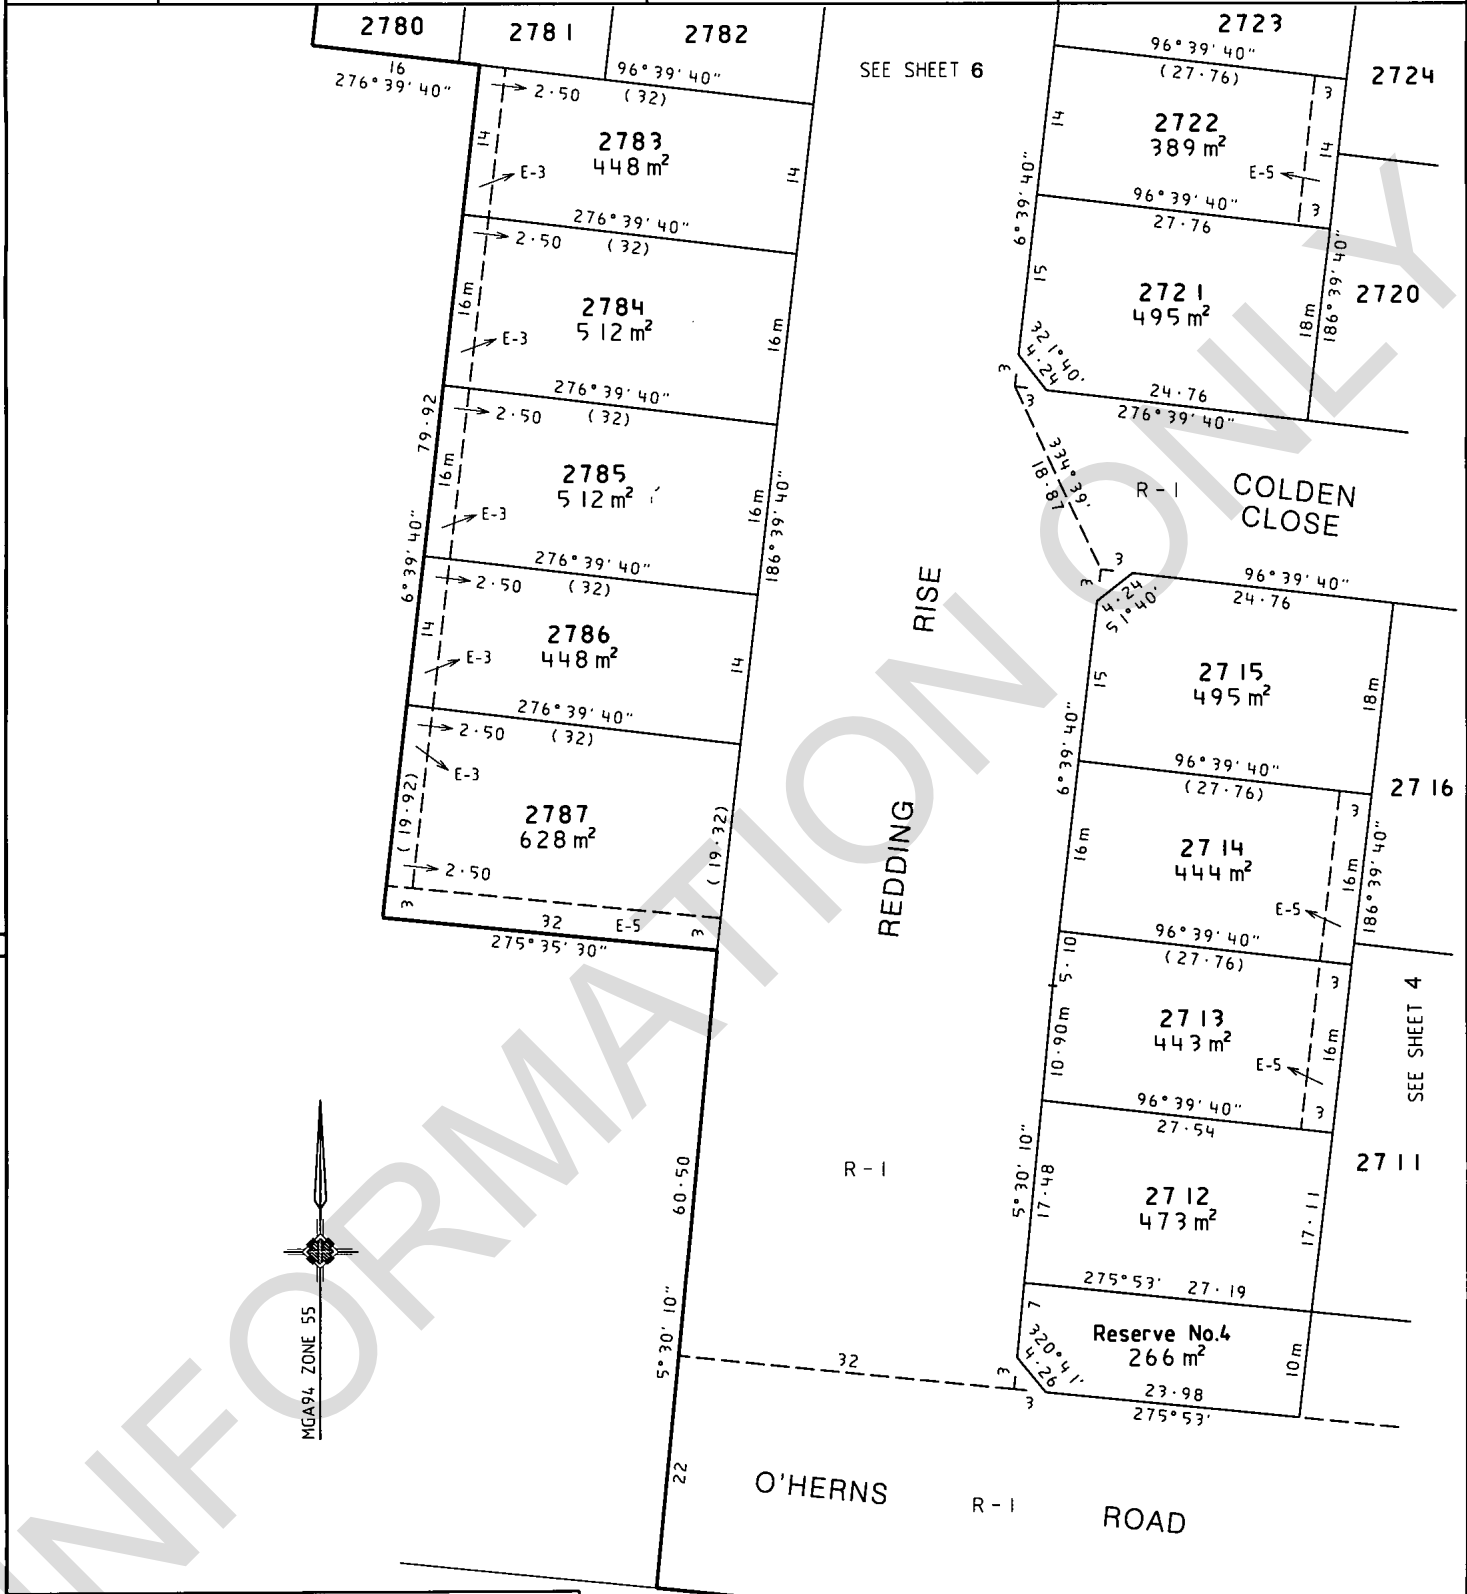 2780
2781
2782
2723
2724
16
276°39'40"
96°39'40"
(32)
2·50
SEE SHEET 6
96°39'40"
(27·76)
3
14
2783
448 m²
14
E-3
14
2722
389 m²
E-5
14
3
6°39'40"
276°39'40"
(32)
2·50
96°39'40"
27·76
16m
2784
512 m²
16m
E-3
15
2721
495 m²
18m
186°39'40"
2720
321°40'
4·24
3
3
24·76
276°39'40"
276°39'40"
(32)
2·50
79·92
6°39'40"
16m
2785
512 m²
16m
186°39'40"
E-3
334°39'
18·87
R-1
COLDEN
CLOSE
276°39'40"
(32)
2·50
3
3
4·24
51°40'
96°39'40"
24·76
14
2786
448 m²
14
E-3
RISE
15
2715
495 m²
18m
6°39'40"
276°39'40"
(32)
2·50
E-3
96°39'40"
(27·76)
3
2716
(19·92)
2787
628 m²
(19·32)
2·50
REDDING
16m
2714
444 m²
16m
186°39'40"
E-5
3
32
E-5
3
275°35'30"
96°39'40"
(27·76)
3
5·10
10·90m
2713
443 m²
16m
E-5
SEE SHEET 4
96°39'40"
27·54
3
60·50
5°30'10"
R-1
5°30'10"
17·48
2712
473 m²
17·11
2711
275°53' 27·19
7
Reserve No.4
266 m²
10m
320°41'
4·26
32
3
3
23·98
275°53'
MGA94 ZONE 55
22
O'HERNS
R-1
ROAD
INFORMATION ONLY